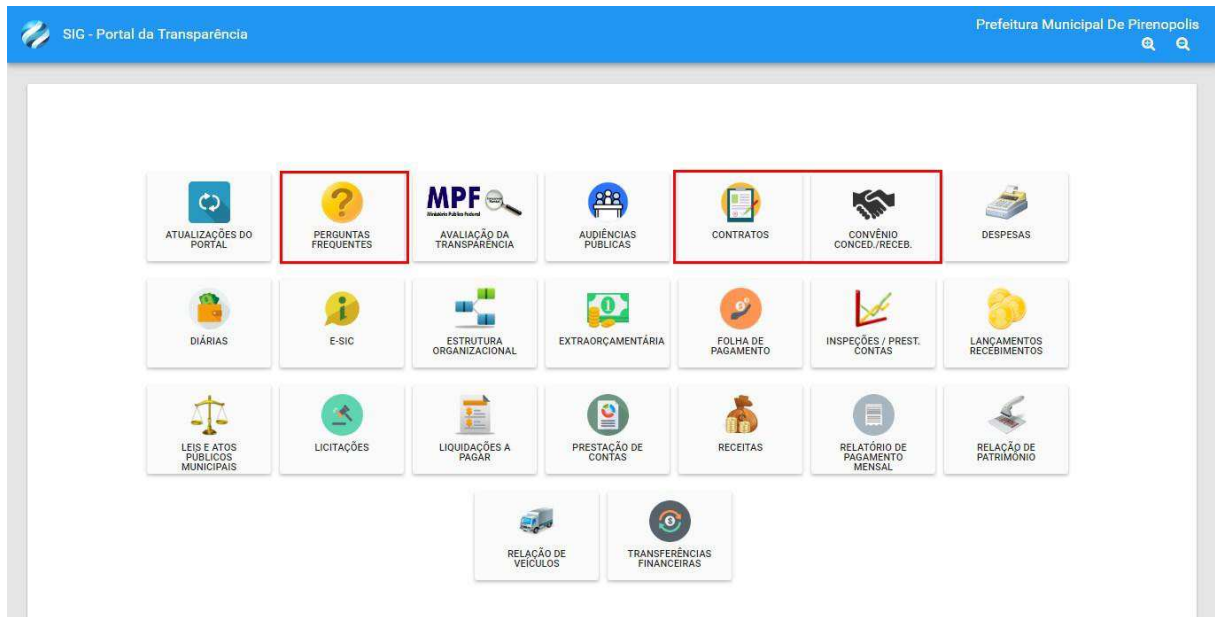 SIG - Portal da Transparência
Prefeitura Municipal De Pirenopolis
ATUALIZAÇÕES DO
PORTAL
PERGUNTAS
FREQUENTES
MPF
Ministério Público Federal
AVALIAÇÃO DA
TRANSPARÊNCIA
AUDIÊNCIAS
PÚBLICAS
CONTRATOS
CONVÊNIO
CONCED./RECEB.
DESPESAS
DIÁRIAS
E-SIC
ESTRUTURA
ORGANIZACIONAL
EXTRAORÇAMENTÁRIA
FOLHA DE
PAGAMENTO
INSPEÇÕES / PREST.
CONTAS
LANÇAMENTOS
RECEBIMENTOS
LEIS E ATOS
PÚBLICOS
MUNICIPAIS
LICITAÇÕES
LIQUIDAÇÕES A
PAGAR
PRESTAÇÃO DE
CONTAS
RECEITAS
RELATÓRIO DE
PAGAMENTO
MENSAL
RELAÇÃO DE
PATRIMÔNIO
RELAÇÃO DE
VEÍCULOS
TRANSFERÊNCIAS
FINANCEIRAS